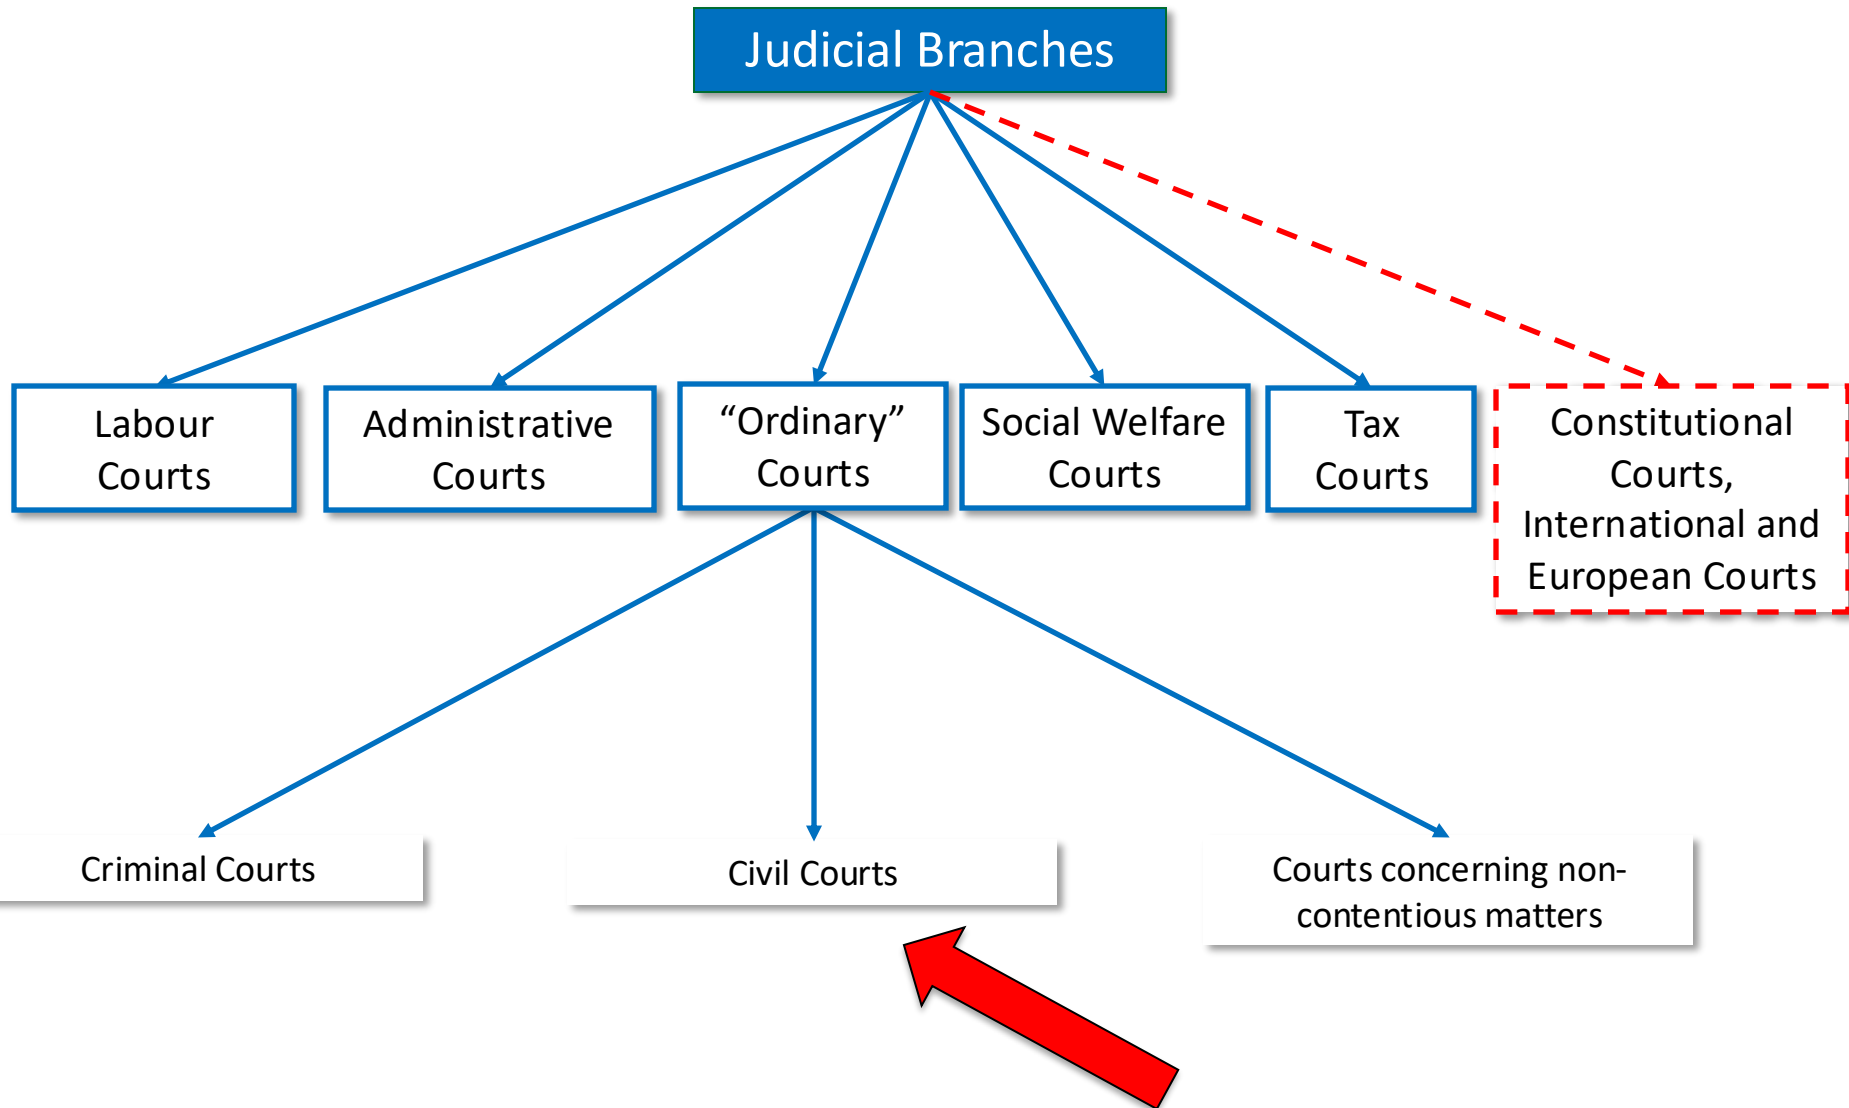 Judicial Branches
Labour
Courts
Administrative
Courts
“Ordinary”
Courts
Social Welfare
Courts
Tax
Courts
Constitutional
Courts,
International and
European Courts
Criminal Courts
Civil Courts
Courts concerning non-
contentious matters